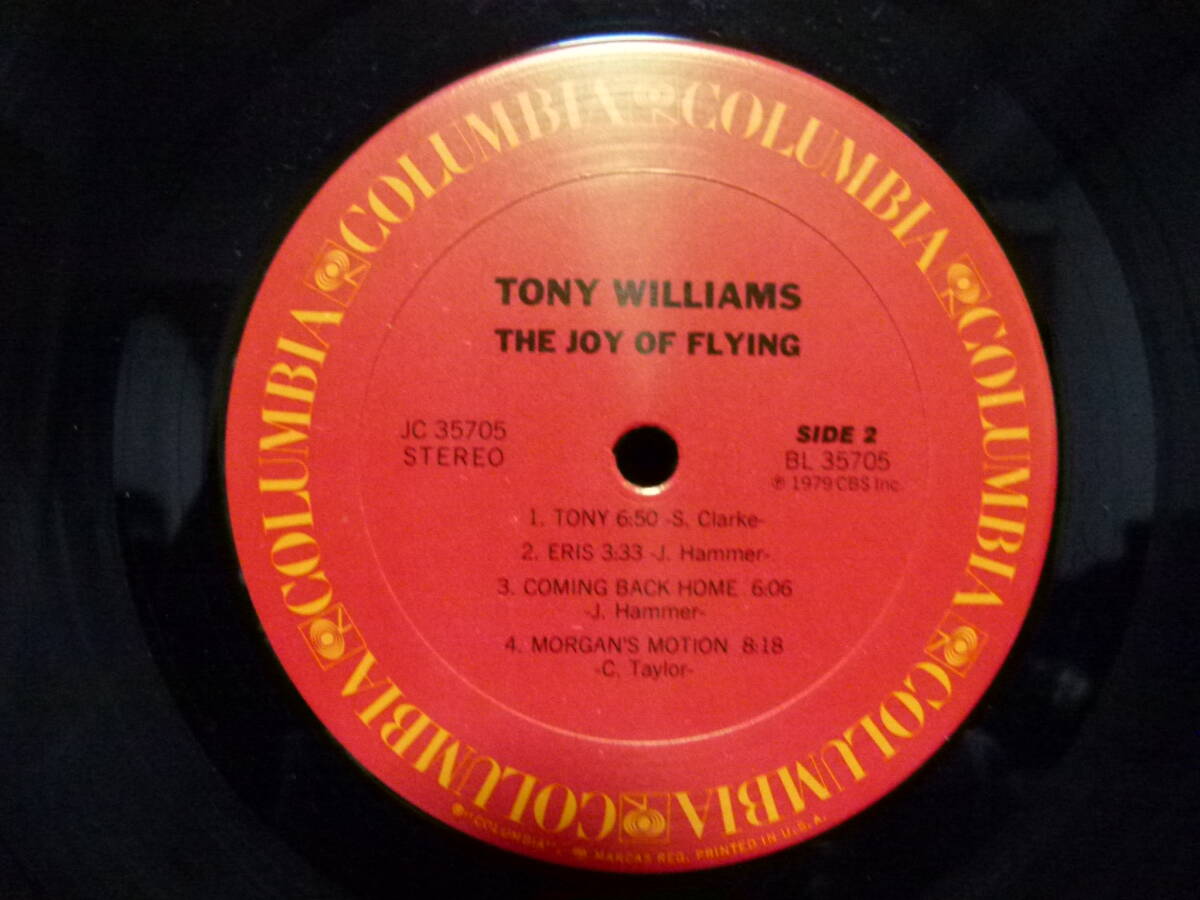 COLUMBIA COLUMBIA COLUMBIA COLUMBIA COLUMBIA COLUMBIA COLUMBIA COLUMBIA
TONY WILLIAMS
THE JOY OF FLYING
JC 35705
STEREO
SIDE 2
BL 35705
℗ 1979 CBS Inc.
1. TONY 6:50 -S. Clarke-
2. ERIS 3:33 -J. Hammer-
3. COMING BACK HOME 6:06
-J. Hammer-
4. MORGAN'S MOTION 8:18
-C. Taylor-
"COLUMBIA", MARCAS REG. PRINTED IN U.S.A.